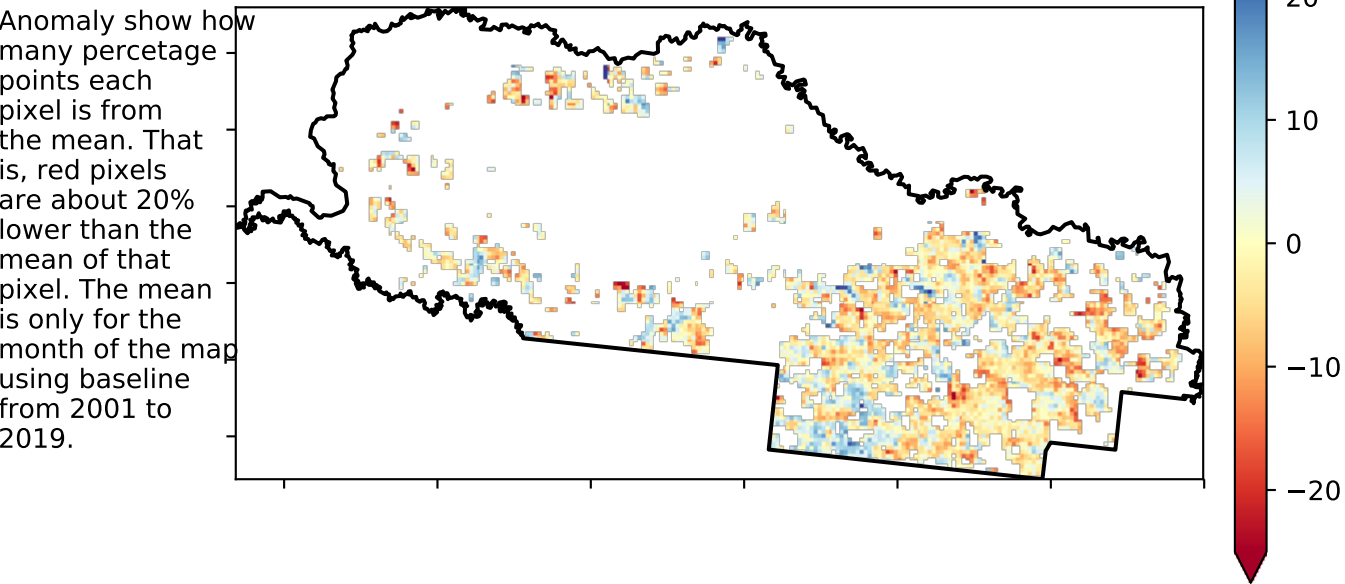 Anomaly show how
many percetage
points each
pixel is from
the mean. That
is, red pixels
are about 20%
lower than the
mean of that
pixel. The mean
is only for the
month of the map
using baseline
from 2001 to
2019.
20
10
0
−10
−20